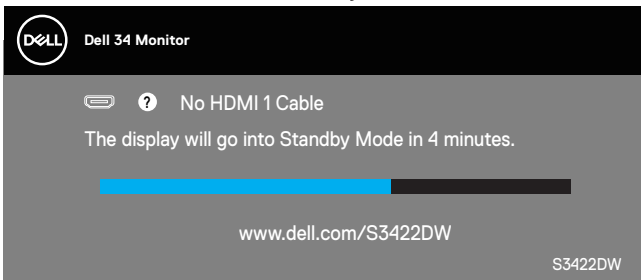 DELL
Dell 34 Monitor
? No HDMI 1 Cable
The display will go into Standby Mode in 4 minutes.
www.dell.com/S3422DW
S3422DW